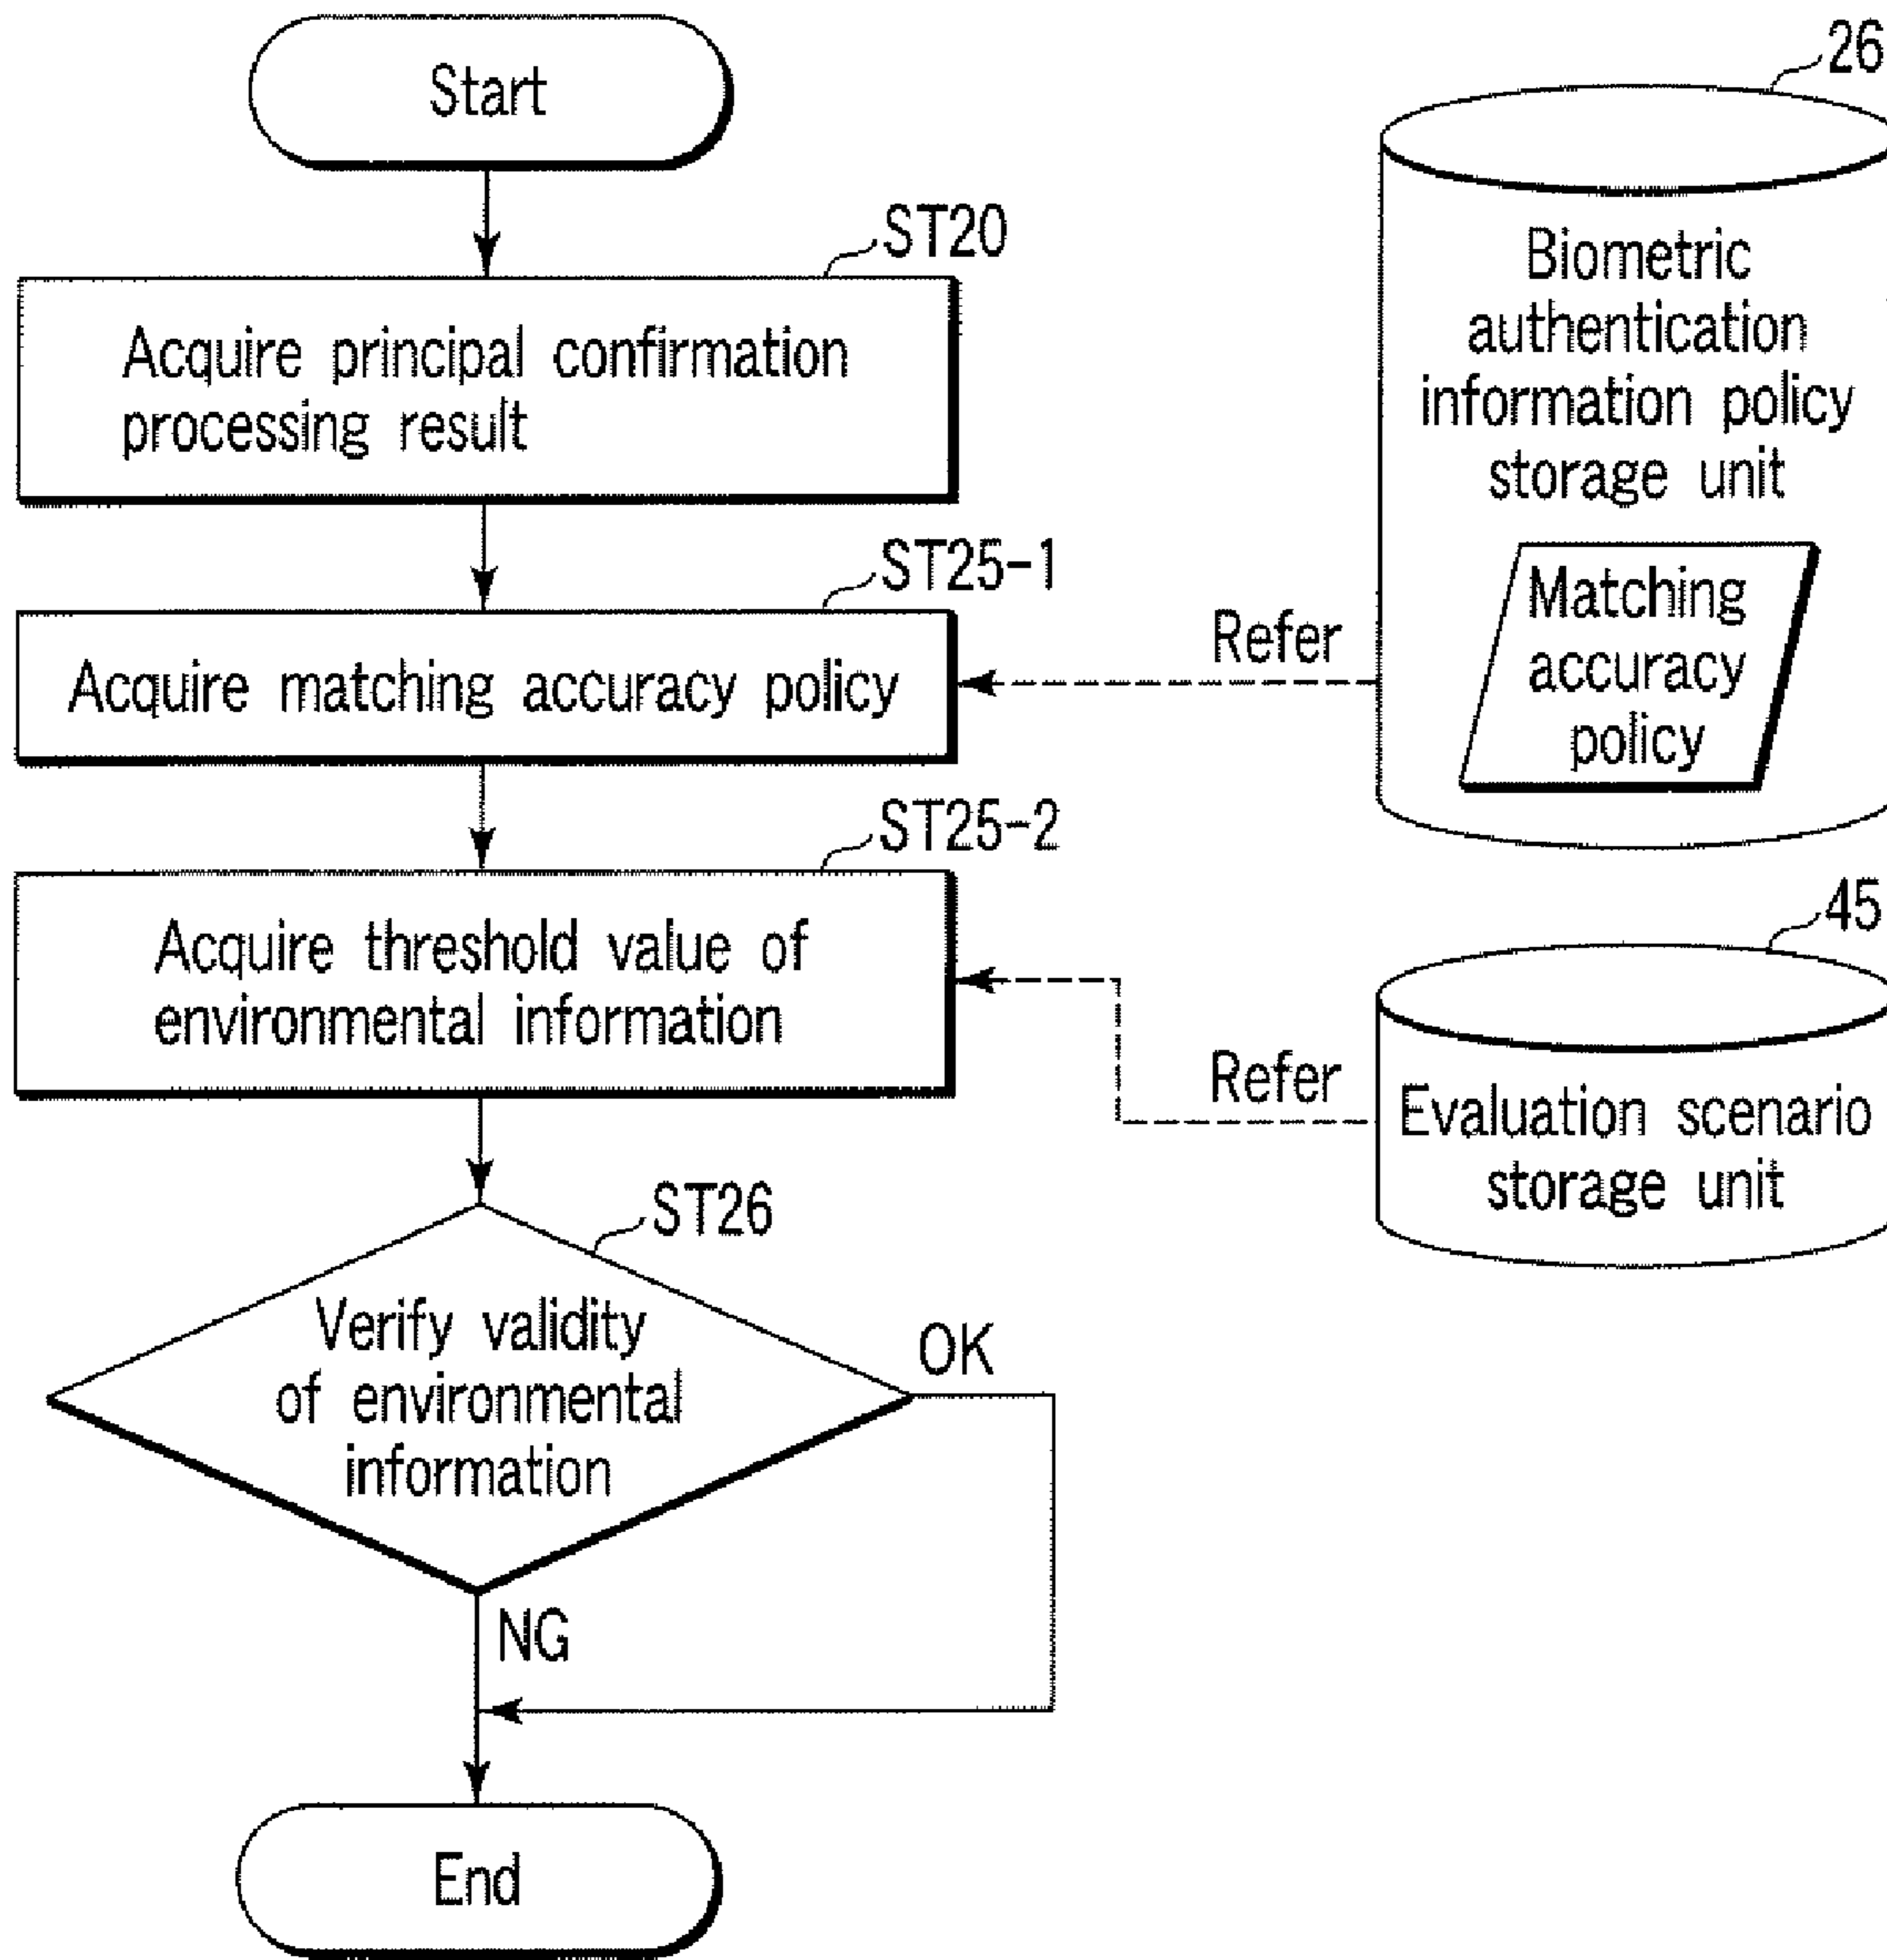 Start
ST20
Acquire principal confirmation
processing result
ST25-1
Acquire matching accuracy policy
Refer
26
Biometric
authentication
information policy
storage unit
Matching
accuracy
policy
ST25-2
Acquire threshold value of
environmental information
Refer
45
Evaluation scenario
storage unit
ST26
Verify validity
of environmental
information
OK
NG
End